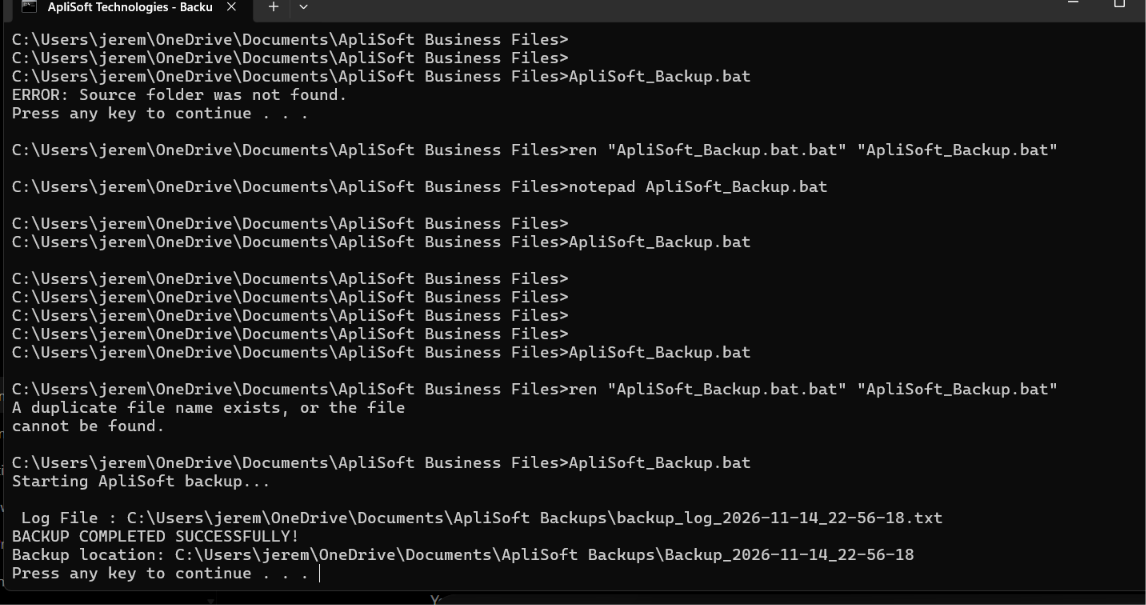 ApliSoft Technologies - Backu
C:\Users\jerem\OneDrive\Documents\ApliSoft Business Files>
C:\Users\jerem\OneDrive\Documents\ApliSoft Business Files>
C:\Users\jerem\OneDrive\Documents\ApliSoft Business Files>ApliSoft_Backup.bat
ERROR: Source folder was not found.
Press any key to continue . . .
C:\Users\jerem\OneDrive\Documents\ApliSoft Business Files>ren "ApliSoft_Backup.bat.bat" "ApliSoft_Backup.bat"
C:\Users\jerem\OneDrive\Documents\ApliSoft Business Files>notepad ApliSoft_Backup.bat
C:\Users\jerem\OneDrive\Documents\ApliSoft Business Files>
C:\Users\jerem\OneDrive\Documents\ApliSoft Business Files>ApliSoft_Backup.bat
C:\Users\jerem\OneDrive\Documents\ApliSoft Business Files>
C:\Users\jerem\OneDrive\Documents\ApliSoft Business Files>
C:\Users\jerem\OneDrive\Documents\ApliSoft Business Files>
C:\Users\jerem\OneDrive\Documents\ApliSoft Business Files>
C:\Users\jerem\OneDrive\Documents\ApliSoft Business Files>ApliSoft_Backup.bat
C:\Users\jerem\OneDrive\Documents\ApliSoft Business Files>ren "ApliSoft_Backup.bat.bat" "ApliSoft_Backup.bat"
A duplicate file name exists, or the file
cannot be found.
C:\Users\jerem\OneDrive\Documents\ApliSoft Business Files>ApliSoft_Backup.bat
Starting ApliSoft backup...
Log File : C:\Users\jerem\OneDrive\Documents\ApliSoft Backups\backup_log_2026-11-14_22-56-18.txt
BACKUP COMPLETED SUCCESSFULLY!
Backup location: C:\Users\jerem\OneDrive\Documents\ApliSoft Backups\Backup_2026-11-14_22-56-18
Press any key to continue . . .